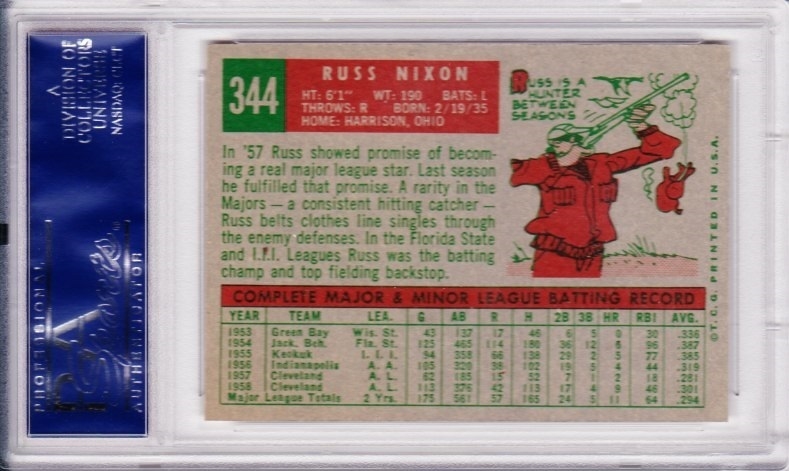 A
DIVISION OF
COLLECTORS
UNIVERSE
NASDAQ: CLCT
PROFESSIONAL
PSA
Sports
AUTHENTICATOR
344
RUSS NIXON
HT: 6'1" WT: 190 BATS: L
THROWS: R BORN: 2/19/35
HOME: HARRISON, OHIO
In '57 Russ showed promise of becom-
ing a real major league star. Last season
he fulfilled that promise. A rarity in the
Majors — a consistent hitting catcher —
Russ belts clothes line singles through
the enemy defenses. In the Florida State
and I.I.I. Leagues Russ was the batting
champ and top fielding backstop.
RUSS IS A
HUNTER
BETWEEN
SEASONS
©T.C.G. PRINTED IN U.S.A.
COMPLETE MAJOR & MINOR LEAGUE BATTING RECORD
YEAR TEAM LEA. G AB R H 2B 3B HR RBI AVG.
1953 Green Bay Wis. St. 43 137 17 46 6 5 0 30 .336
1954 Jack. Bch. Fla. St. 125 465 114 180 36 12 8 96 .387
1955 Keokuk I. I. I. 94 358 66 138 29 2 5 77 .385
1956 Indianapolis A. A. 105 320 38 102 19 5 4 44 .319
1957 Cleveland A. L. 62 185 15 52 7 1 2 18 .281
1958 Cleveland A. L. 113 376 42 113 17 4 9 46 .301
Major League Totals 2 Yrs. 175 561 57 165 24 5 11 64 .294